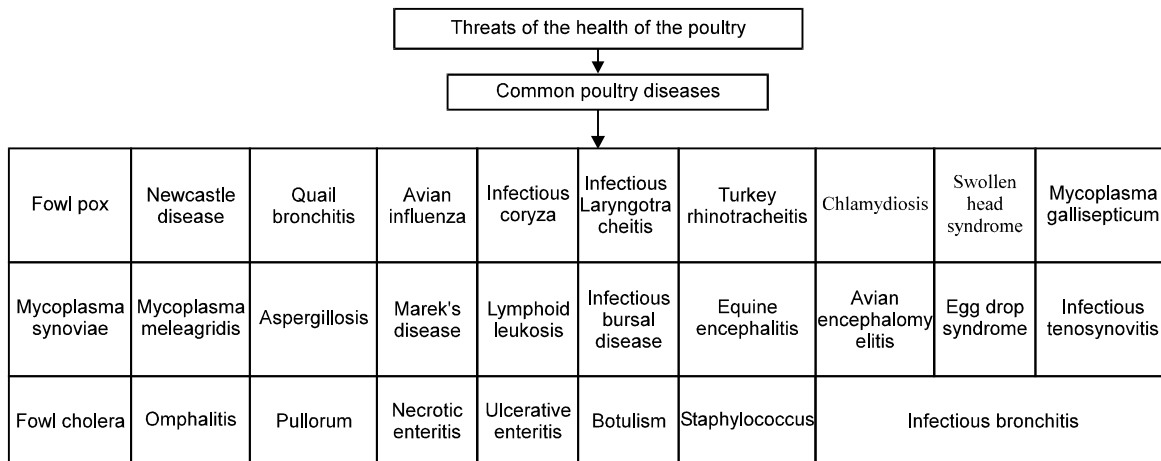 Threats of the health of the poultry
Common poultry diseases
Fowl pox
Newcastle
disease
Quail
bronchitis
Avian
influenza
Infectious
coryza
Infectious
Laryngotra
cheitis
Turkey
rhinotracheitis
Chlamydiosis
Swollen
head
syndrome
Mycoplasma
gallisepticum
Mycoplasma
synoviae
Mycoplasma
meleagridis
Aspergillosis
Marek's
disease
Lymphoid
leukosis
Infectious
bursal
disease
Equine
encephalitis
Avian
encephalomy
elitis
Egg drop
syndrome
Infectious
tenosynovitis
Fowl cholera
Omphalitis
Pullorum
Necrotic
enteritis
Ulcerative
enteritis
Botulism
Staphylococcus
Infectious bronchitis